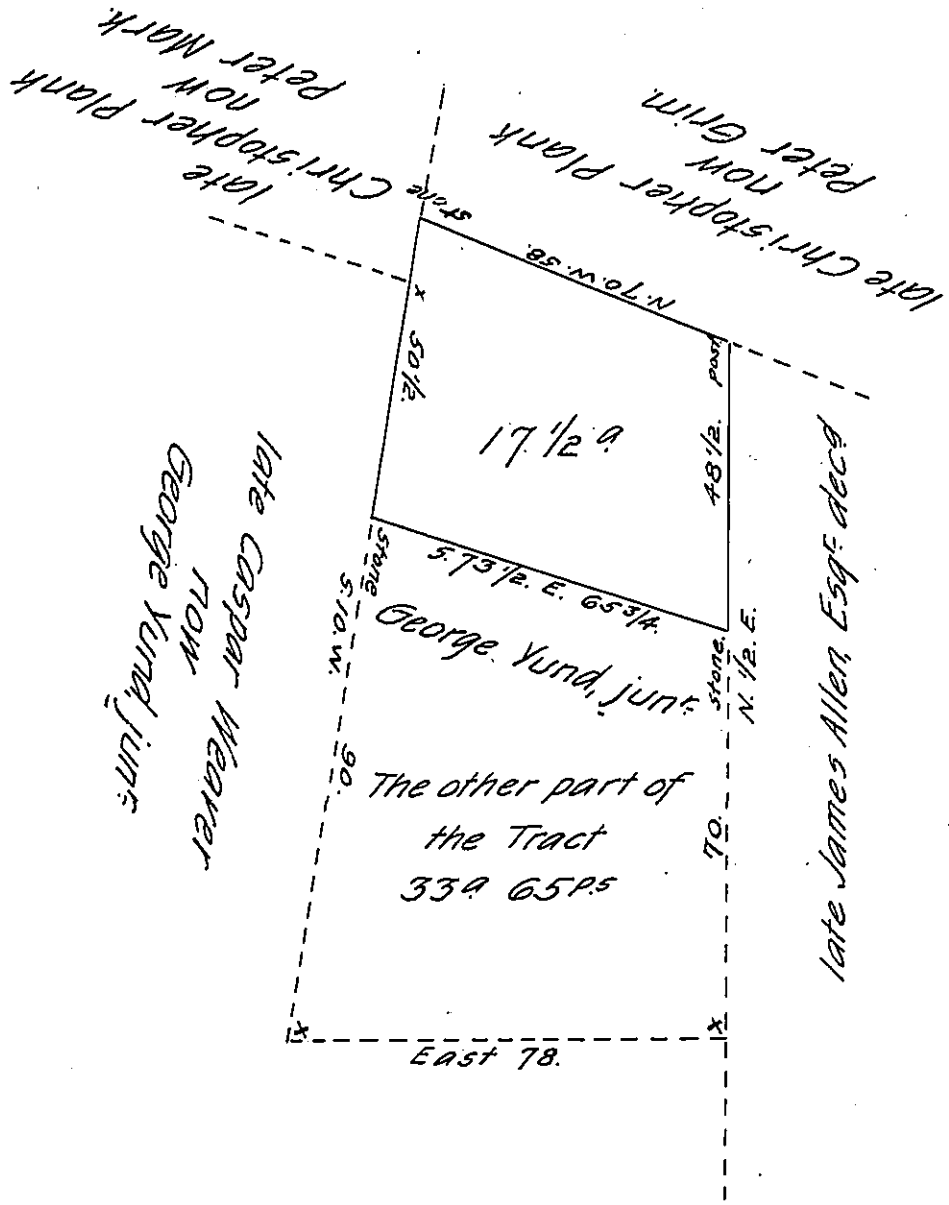 late
Christopher Plank
now
Peter Mark.
late Christopher Plank
now
Peter Grim.
stone
N.70.W.58.
post
x
50 1/2.
17. 1/2 a
48 1/2.
S.73 1/2. E. 65 3/4.
stone
S.10.W.
90.
George Yund, junr.
stone.
N. 1/2. E.
70.
late Caspar Weaver
now
George Yund, junr.
late James Allen, Esqr. decd
The other part of
the Tract
33a 65ps
x
x
East 78.